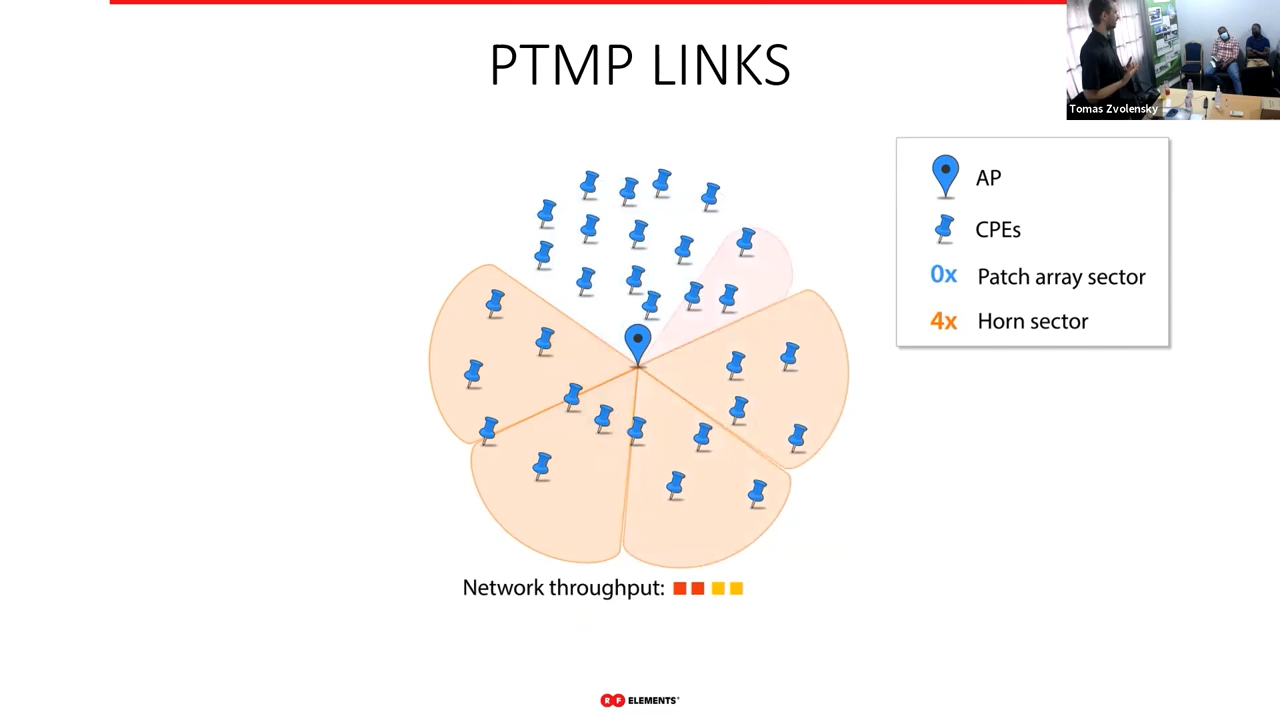 PTMP LINKS
Tomas Zvolensky
AP
CPEs
0x Patch array sector
4x Horn sector
Network throughput:
RF ELEMENTS